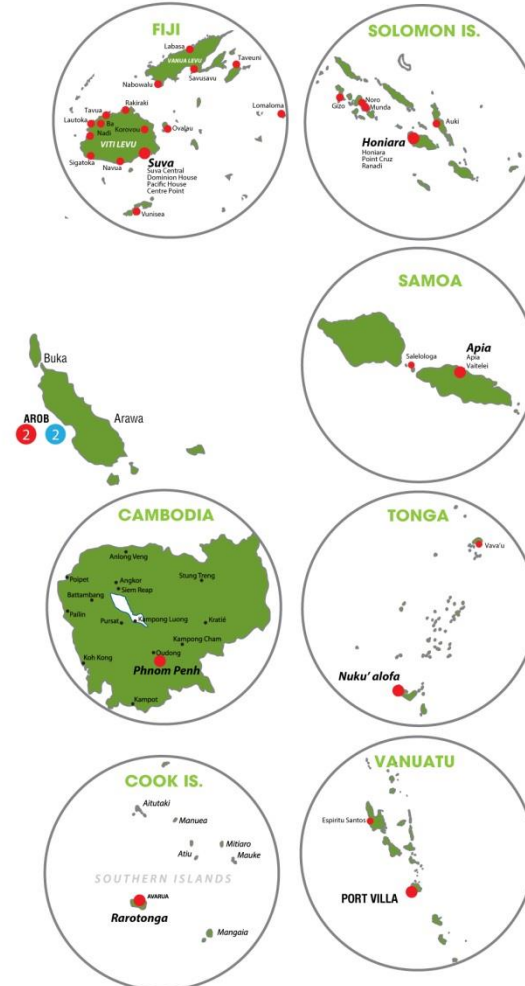 FIJI
Labasa
VANUA LEVU
Taveuni
Savusavu
Nabowalu
Lomaloma
Rakiraki
Tavua
Lautoka
Ba
Korovou
Ovalau
Nadi
VITI LEVU
Sigatoka
Navua
Suva
Suva Central
Dominion House
Pacific House
Centre Point
Vunisea
SOLOMON IS.
Gizo
Noro
Munda
Auki
Honiara
Honiara
Point Cruz
Ranadi
Buka
AROB
Arawa
2
2
SAMOA
Salelologa
Apia
Apia
Vaitelei
CAMBODIA
Anlong Veng
Poipet
Angkor
Stung Treng
Siem Reap
Battambang
Pailin
Pursat
Kampong Luong
Kratié
Kampong Cham
Koh Kong
Oudong
Phnom Penh
Kampot
TONGA
Vava'u
Nuku' alofa
COOK IS.
Aitutaki
Manuea
Mitiaro
Atiu
Mauke
SOUTHERN ISLANDS
AVARUA
Rarotonga
Mangaia
VANUATU
Espiritu Santos
PORT VILLA